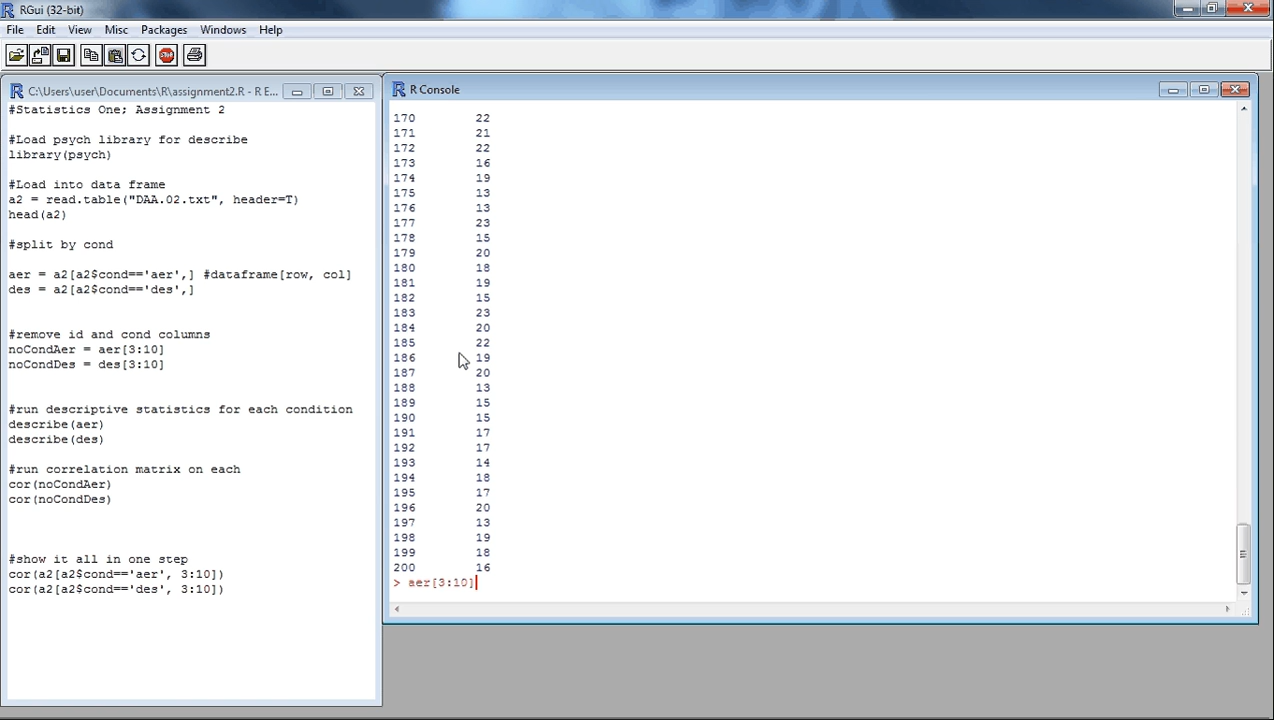 RGui (32-bit)
File Edit View Misc Packages Windows Help
STOP
C:\Users\user\Documents\R\assignment2.R - R E...
#Statistics One; Assignment 2
#Load psych library for describe
library(psych)
#Load into data frame
a2 = read.table("DAA.02.txt", header=T)
head(a2)
#split by cond
aer = a2[a2$cond=='aer',] #dataframe[row, col]
des = a2[a2$cond=='des',]
#remove id and cond columns
noCondAer = aer[3:10]
noCondDes = des[3:10]
#run descriptive statistics for each condition
describe(aer)
describe(des)
#run correlation matrix on each
cor(noCondAer)
cor(noCondDes)
#show it all in one step
cor(a2[a2$cond=='aer', 3:10])
cor(a2[a2$cond=='des', 3:10])
R Console
170 22
171 21
172 22
173 16
174 19
175 13
176 13
177 23
178 15
179 20
180 18
181 19
182 15
183 23
184 20
185 22
186 19
187 20
188 13
189 15
190 15
191 17
192 17
193 14
194 18
195 17
196 20
197 13
198 19
199 18
200 16
> aer[3:10]